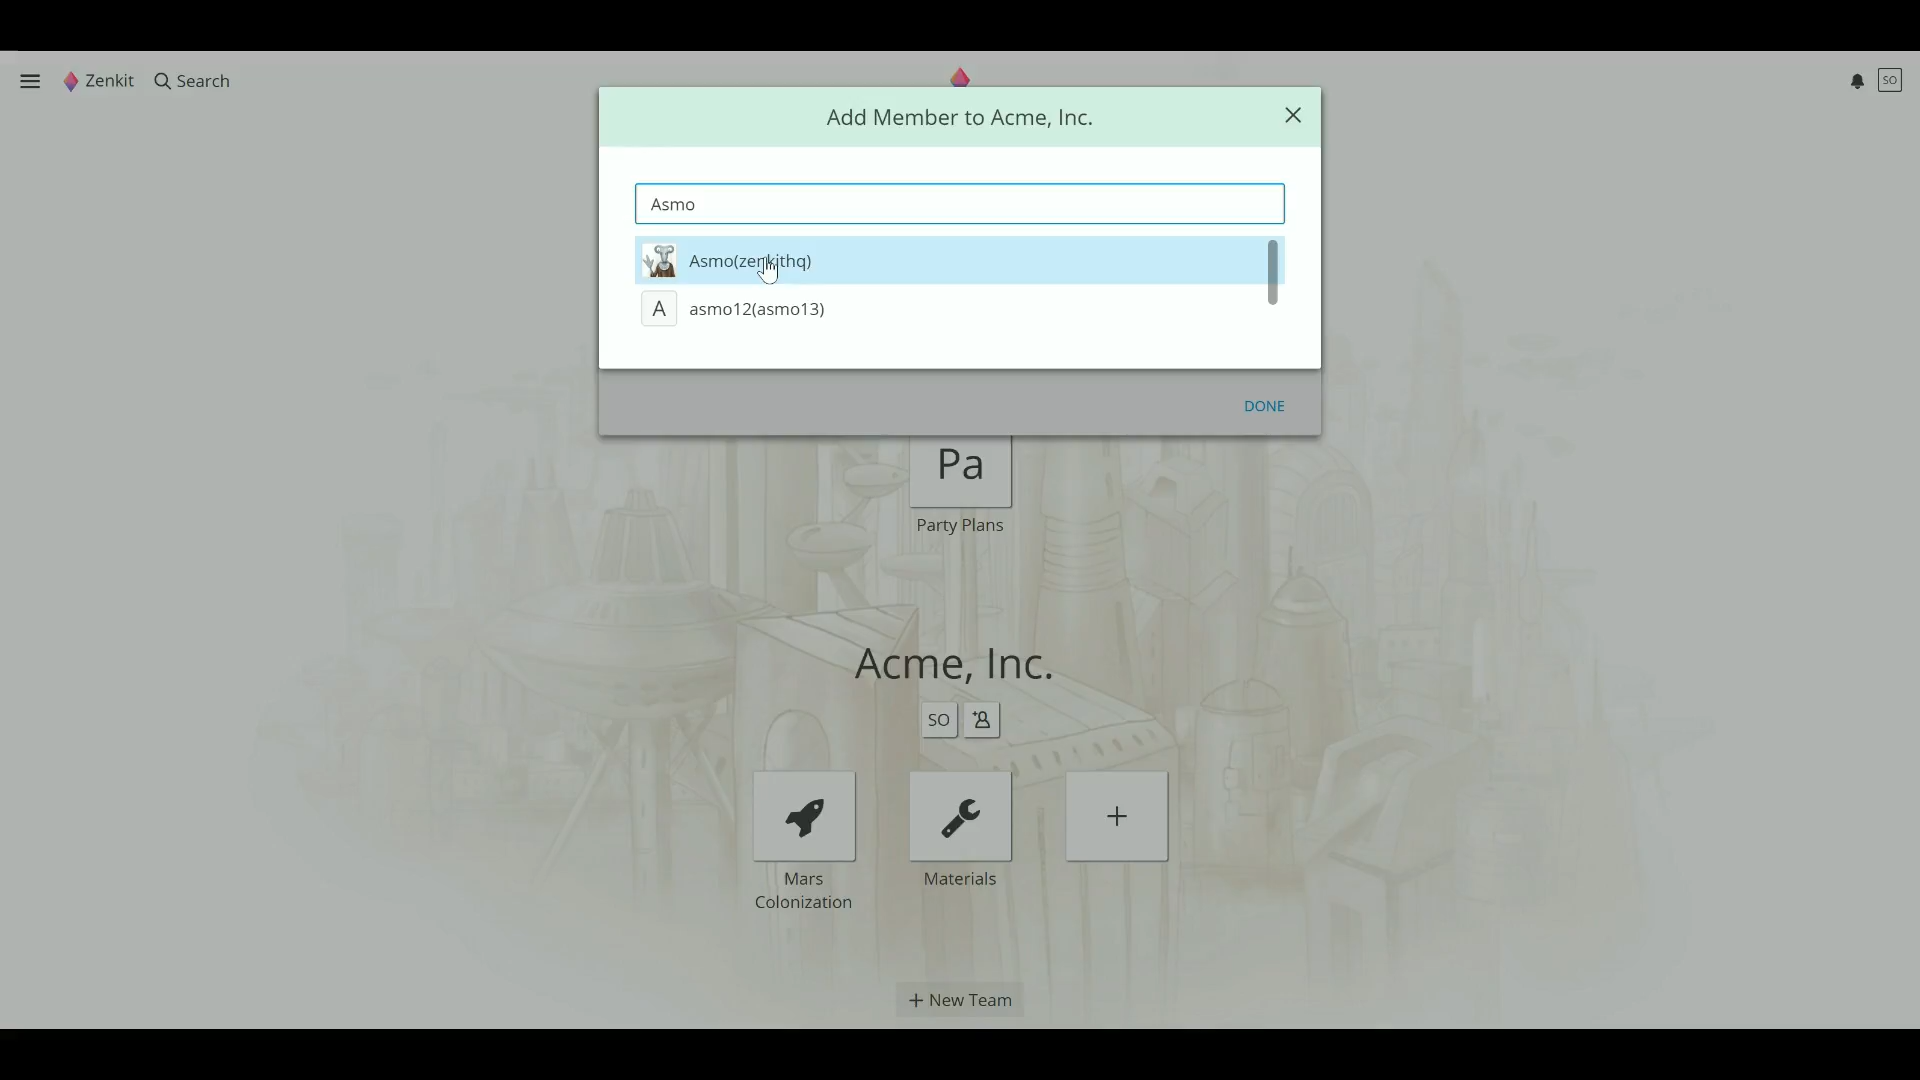 Zenkit
Search
SO
Add Member to Acme, Inc.
Asmo
Asmo(zenkithq)
A
asmo12(asmo13)
DONE
Pa
Party Plans
Acme, Inc.
SO
Mars
Colonization
Materials
+
+ New Team